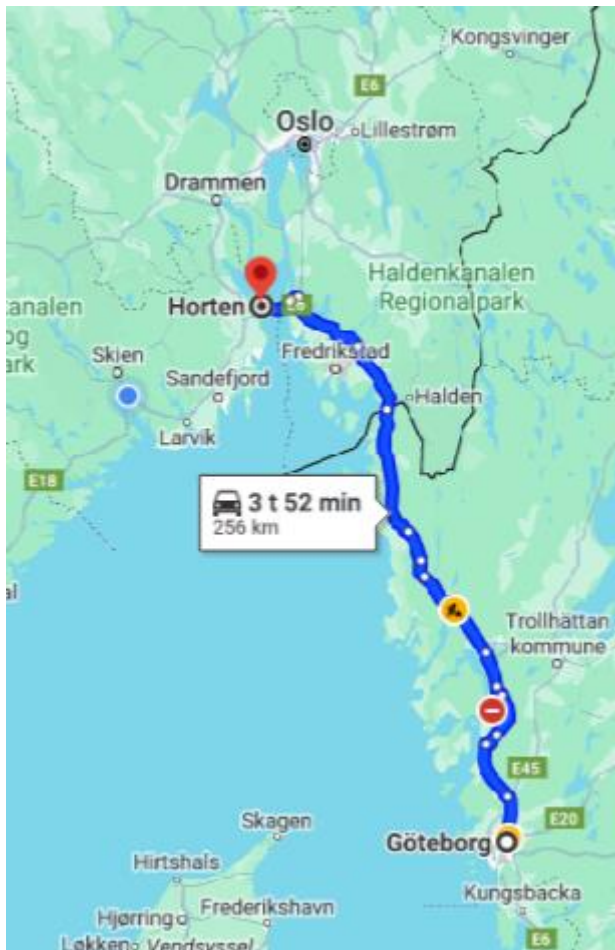 Kongsvinger
E6
Oslo
Lillestrøm
Drammen
Haldenkanalen
Regionalpark
Horten
kanalen
og
ark
Skien
Fredrikstad
Sandefjord
Halden
Larvik
E18
3 t 52 min
256 km
al
Trollhättan
kommune
E45
Skagen
E20
Göteborg
Hirtshals
Kungsbacka
Hjørring
Frederikshavn
E6
Løkken
Vendsyssel